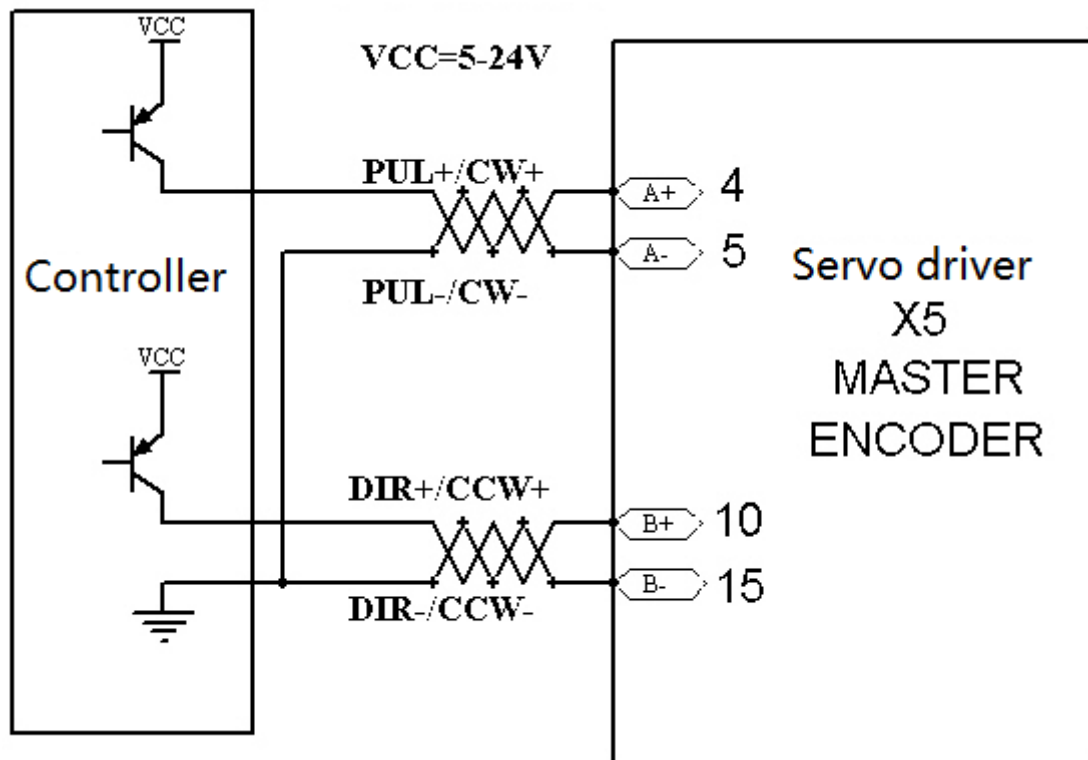 VCC
VCC=5-24V
PUL+/CW+
A+ 4
A- 5
Controller
PUL-/CW-
Servo driver
X5
MASTER
ENCODER
VCC
DIR+/CCW+
B+ 10
B- 15
DIR-/CCW-